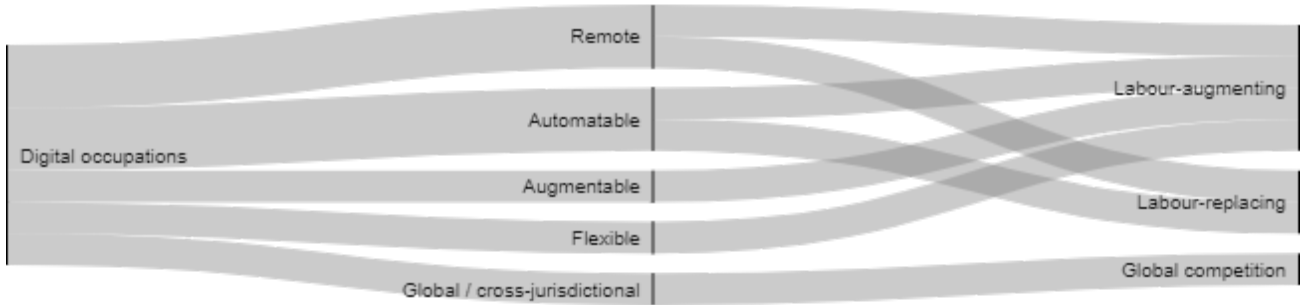 Digital occupations
Remote
Automatable
Augmentable
Flexible
Global / cross-jurisdictional
Labour-augmenting
Labour-replacing
Global competition